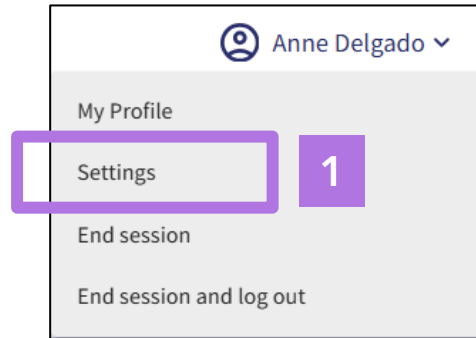 Anne Delgado
My Profile
Settings
1
End session
End session and log out